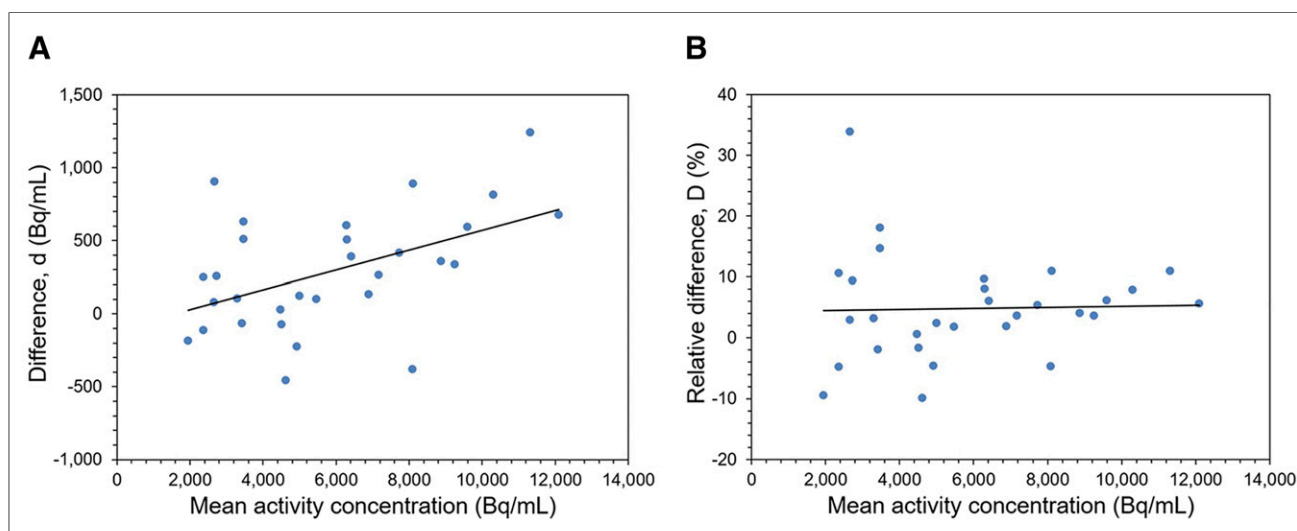 A
1,500
1,000
500
0
-500
-1,000
Difference, d (Bq/mL)
0 2,000 4,000 6,000 8,000 10,000 12,000 14,000
Mean activity concentration (Bq/mL)
B
40
30
20
10
0
-10
-20
Relative difference, D (%)
0 2,000 4,000 6,000 8,000 10,000 12,000 14,000
Mean activity concentration (Bq/mL)